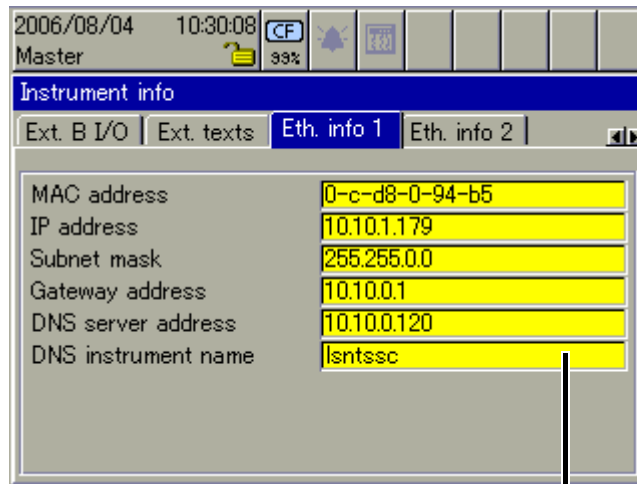 2006/08/04 10:30:08 CF
Master 99%
Instrument info
Ext. B I/O Ext. texts Eth. info 1 Eth. info 2
MAC address 0-c-d8-0-94-b5
IP address 10.10.1.179
Subnet mask 255.255.0.0
Gateway address 10.10.0.1
DNS server address 10.10.0.120
DNS instrument name lsntssc